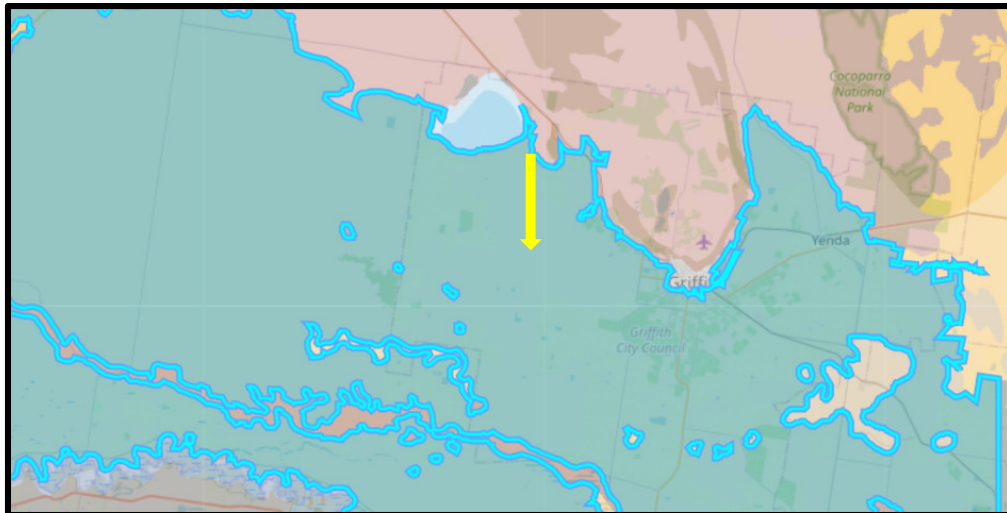 Cocoparra
National
Park
Yenda
Griffi
Griffith
City Council